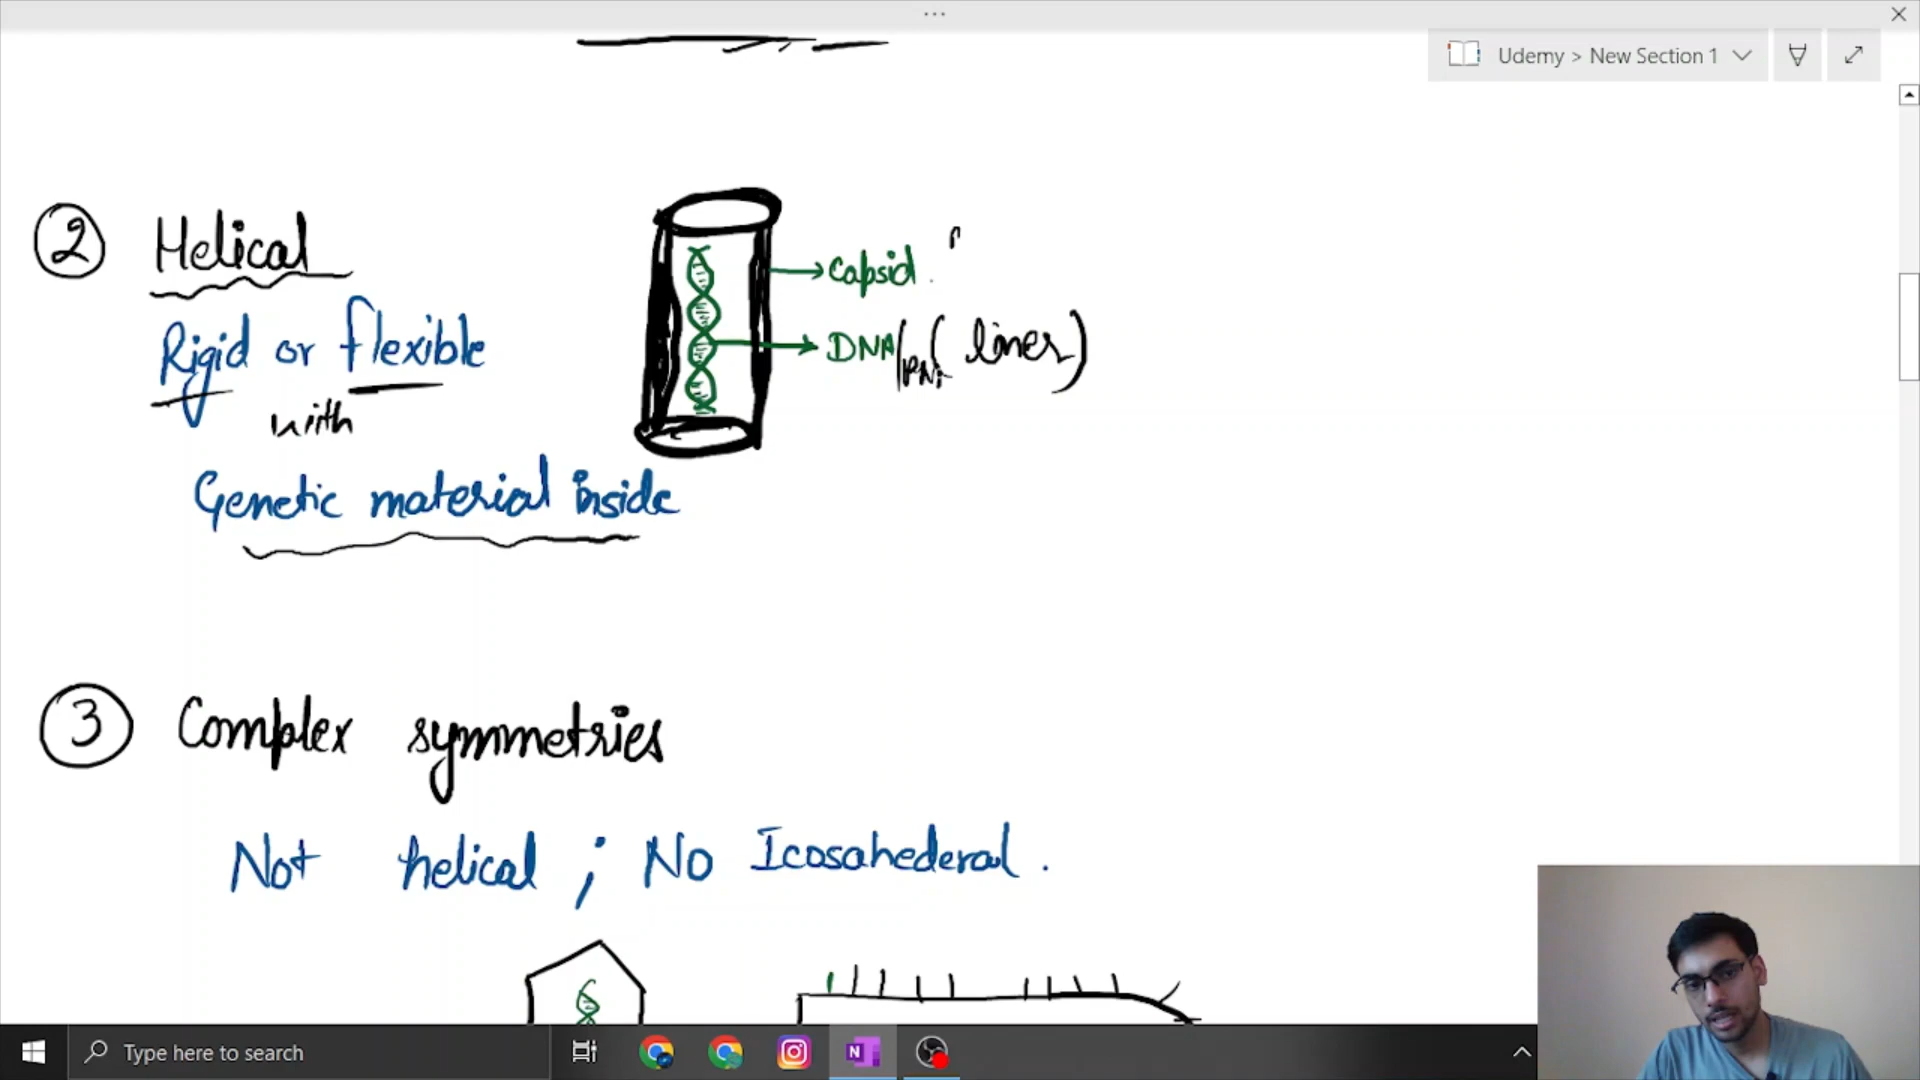 ...
Udemy > New Section 1
2 Helical
Capsid
Rigid or flexible
DNA/ (liner)
with
Genetic material inside
3 Complex symmetries
Not helical ; No Icosahederal .
Type here to search
N